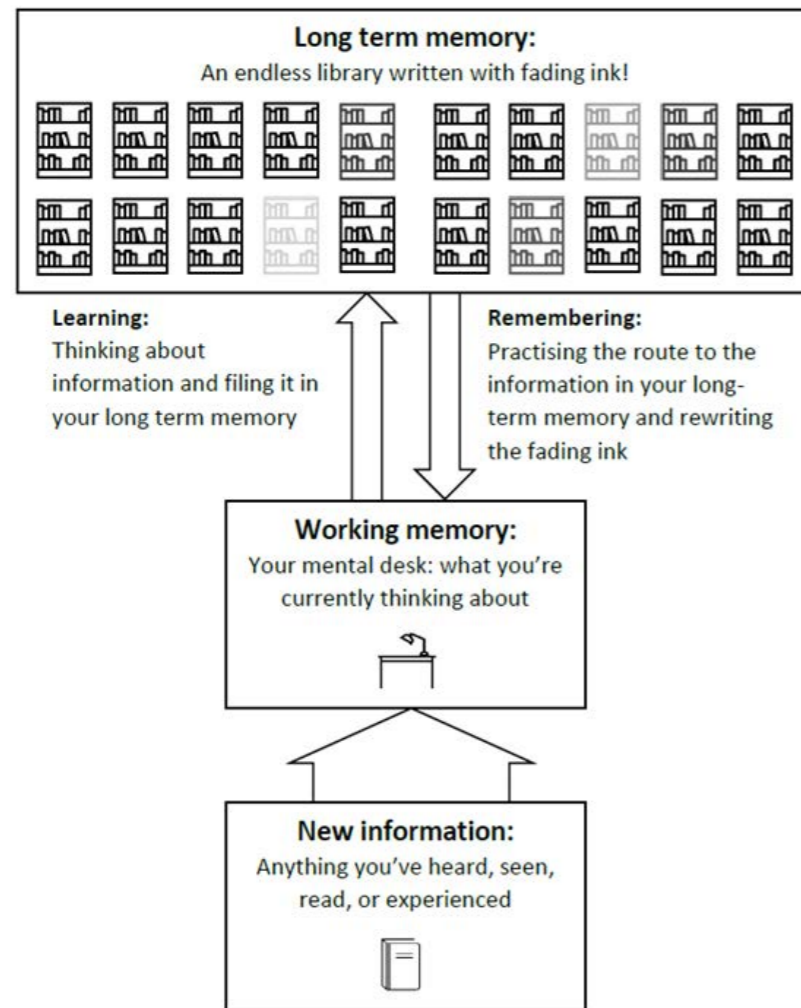 Long term memory:
An endless library written with fading ink!
Learning:
Thinking about
information and filing it in
your long term memory
Remembering:
Practising the route to the
information in your long-
term memory and rewriting
the fading ink
Working memory:
Your mental desk: what you’re
currently thinking about
New information:
Anything you’ve heard, seen,
read, or experienced